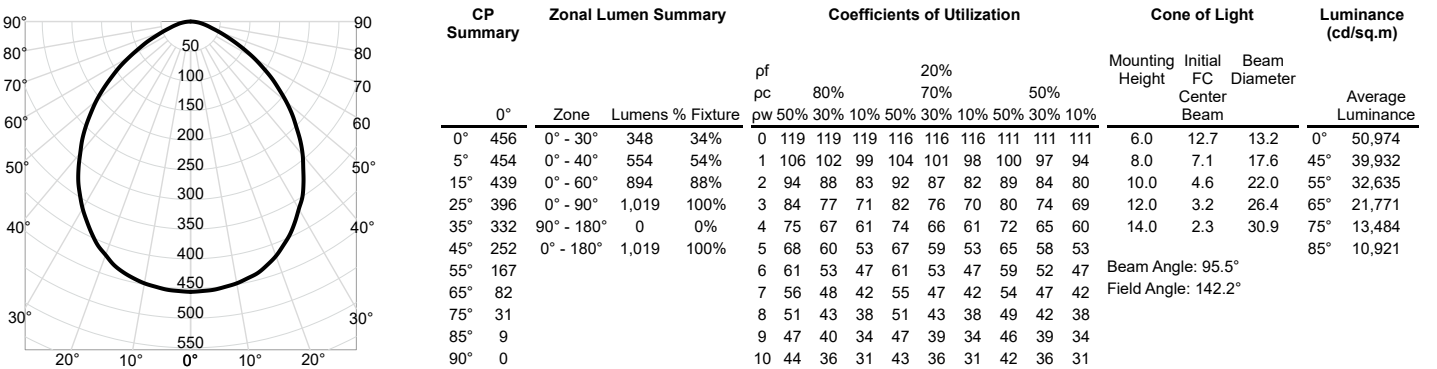 90°
80°
70°
60°
50°
40°
30°
20°
10°
0°
10°
20°
30°
40°
50°
60
70
80
90
50
100
150
200
250
300
350
400
450
500
550
CP Summary
0°
0° 456
5° 454
15° 439
25° 396
35° 332
45° 252
55° 167
65° 82
75° 31
85° 9
90° 0
Zonal Lumen Summary
Zone Lumens % Fixture
0° - 30° 348 34%
0° - 40° 554 54%
0° - 60° 894 88%
0° - 90° 1,019 100%
90° - 180° 0 0%
0° - 180° 1,019 100%
Coefficients of Utilization
ρf 20%
ρc 80% 70% 50%
ρw 50% 30% 10% 50% 30% 10% 50% 30% 10%
0 119 119 119 116 116 116 111 111 111
1 106 102 99 104 101 98 100 97 94
2 94 88 83 92 87 82 89 84 80
3 84 77 71 82 76 70 80 74 69
4 75 67 61 74 66 61 72 65 60
5 68 60 53 67 59 53 65 58 53
6 61 53 47 61 53 47 59 52 47
7 56 48 42 55 47 42 54 47 42
8 51 43 38 51 43 38 49 42 38
9 47 40 34 47 39 34 46 39 34
10 44 36 31 43 36 31 42 36 31
Cone of Light
Mounting Height Initial FC Center Beam Beam Diameter
6.0 12.7 13.2
8.0 7.1 17.6
10.0 4.6 22.0
12.0 3.2 26.4
14.0 2.3 30.9
Beam Angle: 95.5°
Field Angle: 142.2°
Luminance
(cd/sq.m)
Average
Luminance
0° 50,974
45° 39,932
55° 32,635
65° 21,771
75° 13,484
85° 10,921